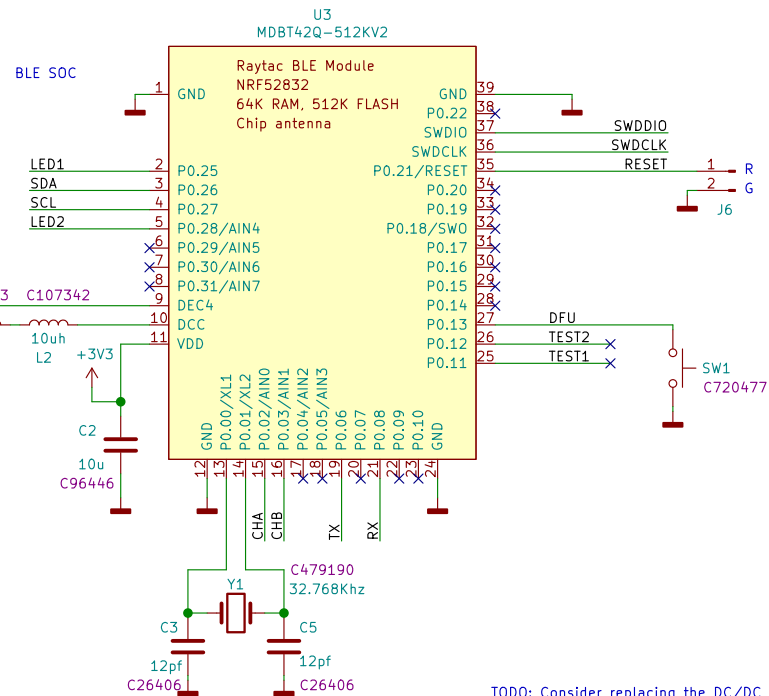 U3
MDBT42Q-512KV2
BLE SOC
Raytac BLE Module
NRF52832
64K RAM, 512K FLASH
Chip antenna
1 GND
GND 39
P0.22 38
SWDIO 37 SWDDIO
SWDCLK 36 SWDCLK
LED1 2 P0.25
P0.21/RESET 35 RESET 1 R
SDA 3 P0.26
P0.20 34 2 G
SCL 4 P0.27
P0.19 33 J6
LED2 5 P0.28/AIN4
P0.18/SWO 32
6 P0.29/AIN5
P0.17 31
7 P0.30/AIN6
P0.16 30
8 P0.31/AIN7
P0.15 29
3 C107342
9 DEC4
P0.14 28
10 DCC
P0.13 27 DFU
10uh
L2
11 VDD
P0.12 26 TEST2
P0.11 25 TEST1
+3V3
SW1
C720477
GND 12
P0.00/XL1 13
P0.01/XL2 14
P0.02/AIN0 15 CHA
P0.03/AIN1 16 CHB
P0.04/AIN2 17
P0.05/AIN3 18
P0.06 19 TX
P0.07 20
P0.08 21 RX
P0.09 22
P0.10 23
GND 24
C2
10u
C96446
C479190
Y1
32.768Khz
C3
C5
12pf
12pf
C26406
C26406
TODO: Consider replacing the DC/DC